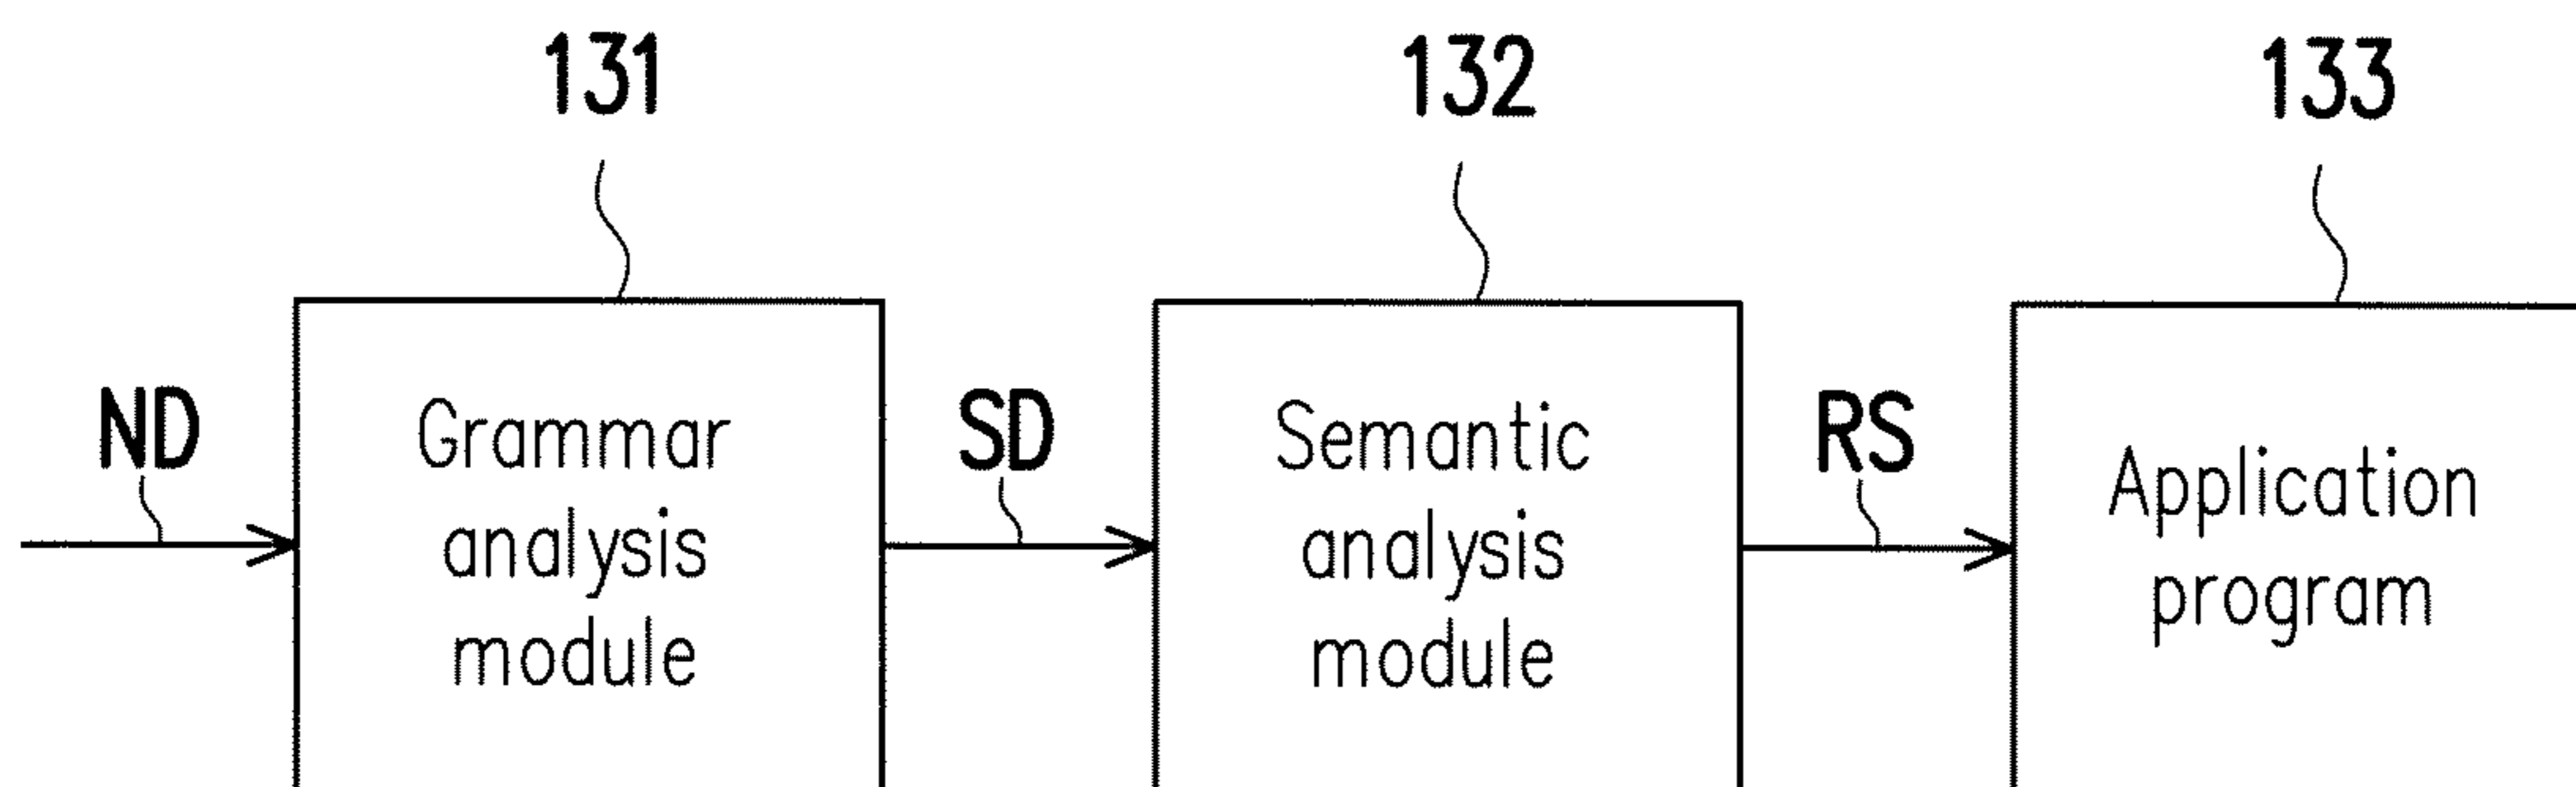 131
132
133
ND
Grammar
analysis
module
SD
Semantic
analysis
module
RS
Application
program